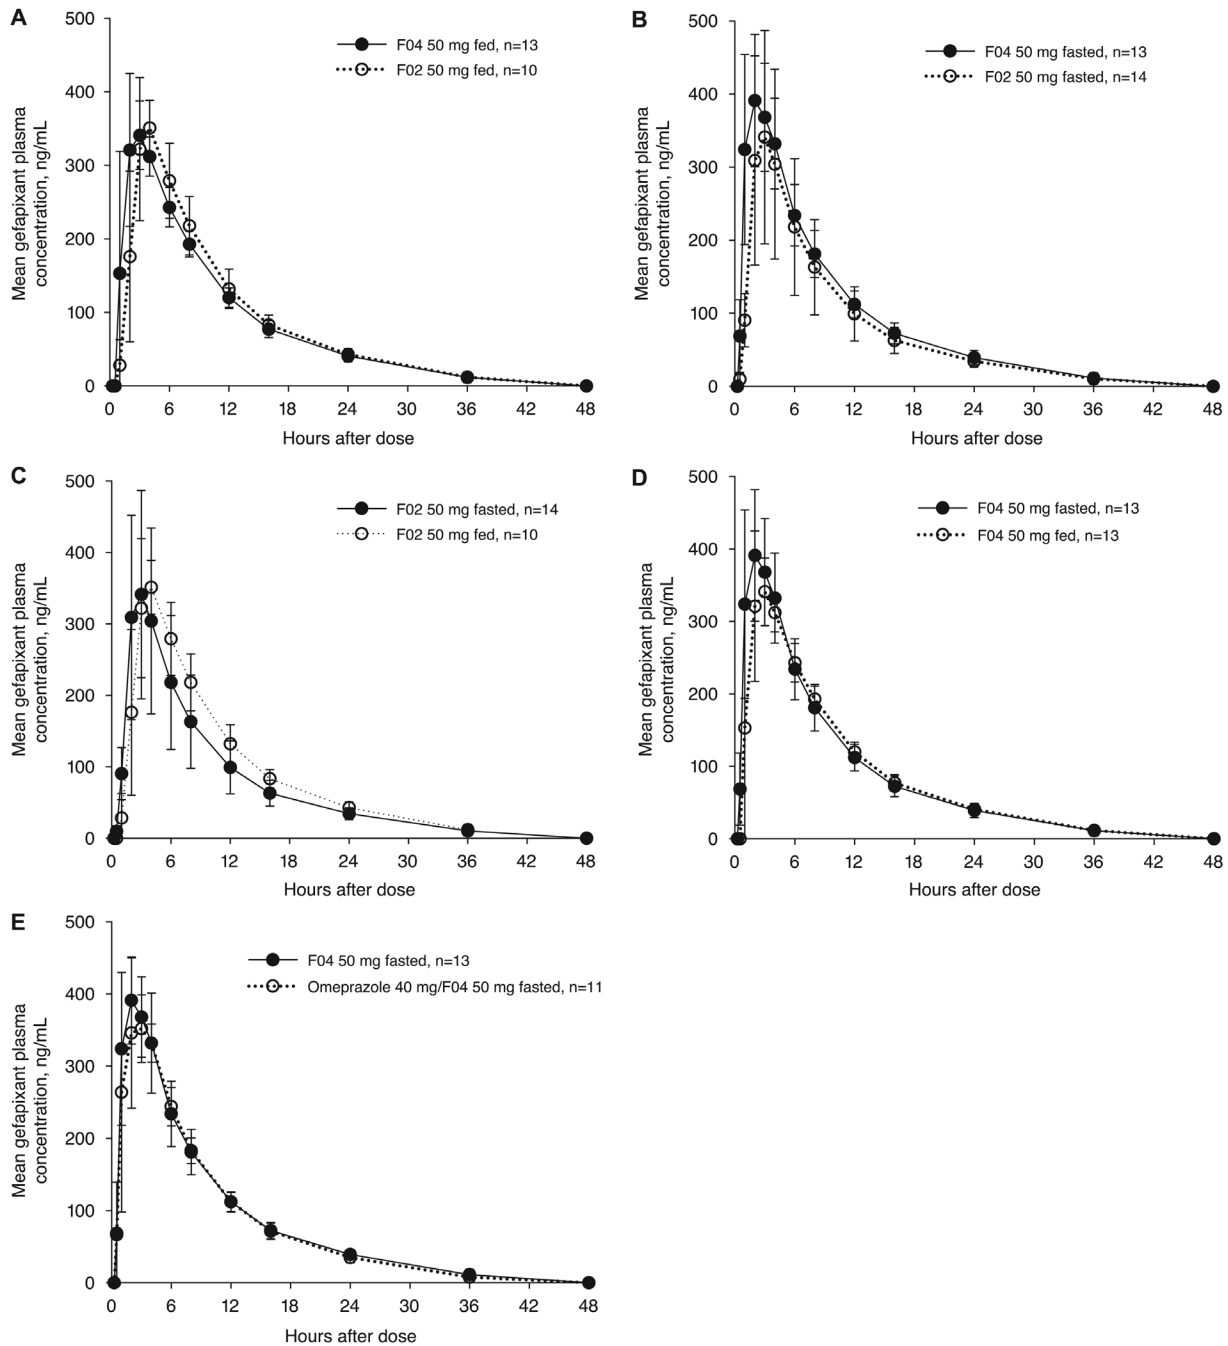 A
500
400
300
200
100
0
Mean gefapixant plasma
concentration, ng/mL
F04 50 mg fed, n=13
F02 50 mg fed, n=10
0 6 12 18 24 30 36 42 48
Hours after dose
B
500
400
300
200
100
0
Mean gefapixant plasma
concentration, ng/mL
F04 50 mg fasted, n=13
F02 50 mg fasted, n=14
0 6 12 18 24 30 36 42 48
Hours after dose
C
500
400
300
200
100
0
Mean gefapixant plasma
concentration, ng/mL
F02 50 mg fasted, n=14
F02 50 mg fed, n=10
0 6 12 18 24 30 36 42 48
Hours after dose
D
500
400
300
200
100
0
Mean gefapixant plasma
concentration, ng/mL
F04 50 mg fasted, n=13
F04 50 mg fed, n=13
0 6 12 18 24 30 36 42 48
Hours after dose
E
500
400
300
200
100
0
Mean gefapixant plasma
concentration, ng/mL
F04 50 mg fasted, n=13
Omeprazole 40 mg/F04 50 mg fasted, n=11
0 6 12 18 24 30 36 42 48
Hours after dose